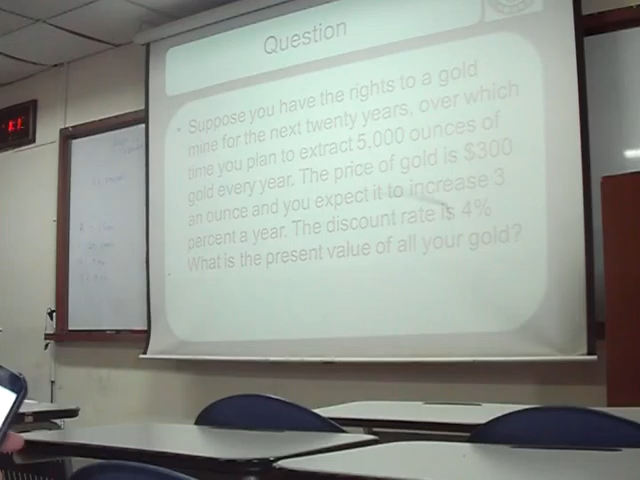 Question
• Suppose you have the rights to a gold
mine for the next twenty years, over which
time you plan to extract 5,000 ounces of
gold every year. The price of gold is $300
an ounce and you expect it to increase 3
percent a year. The discount rate is 4%
What is the present value of all your gold?